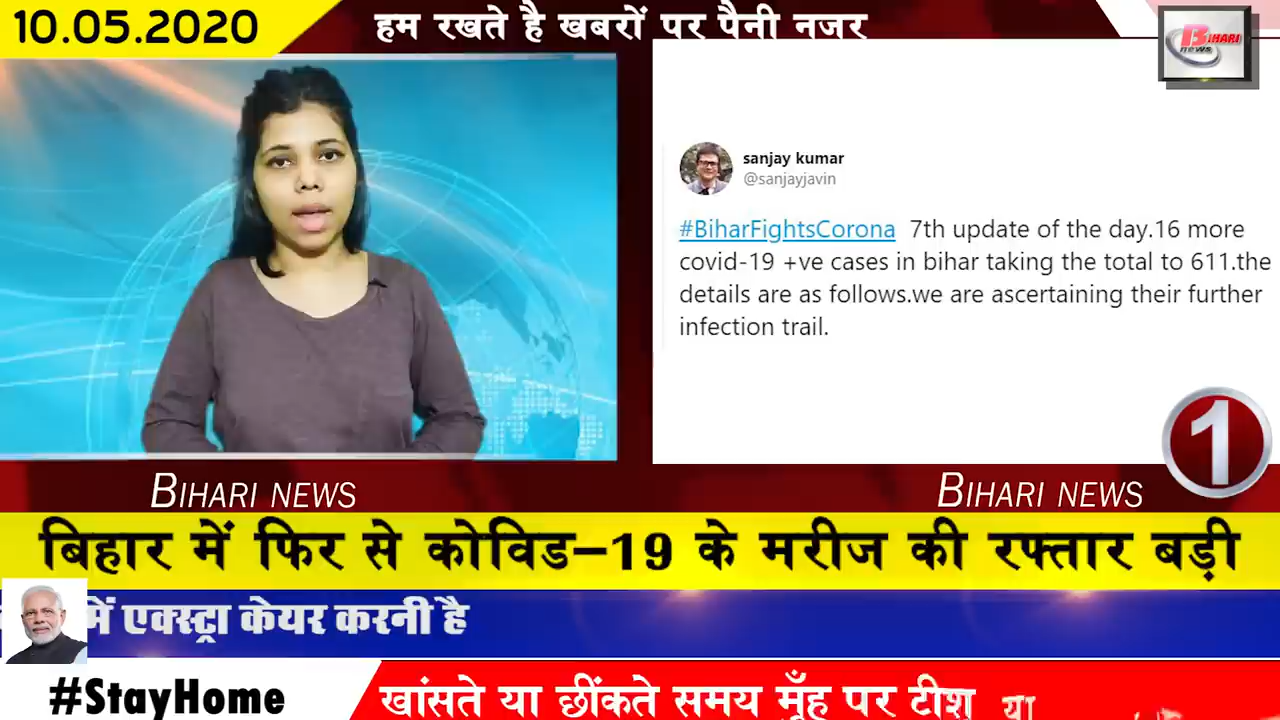 10.05.2020
हम रखते है खबरों पर पैनी नजर
BIHARI
news
sanjay kumar
@sanjayjavin
#BiharFightsCorona 7th update of the day.16 more
covid-19 +ve cases in bihar taking the total to 611.the
details are as follows.we are ascertaining their further
infection trail.
1
BIHARI NEWS
BIHARI NEWS
बिहार में फिर से कोविड-19 के मरीज की रफ्तार बड़ी
में एक्स्ट्रा केयर करनी है
#StayHome
खांसते या छींकते समय मूँह पर टीश या